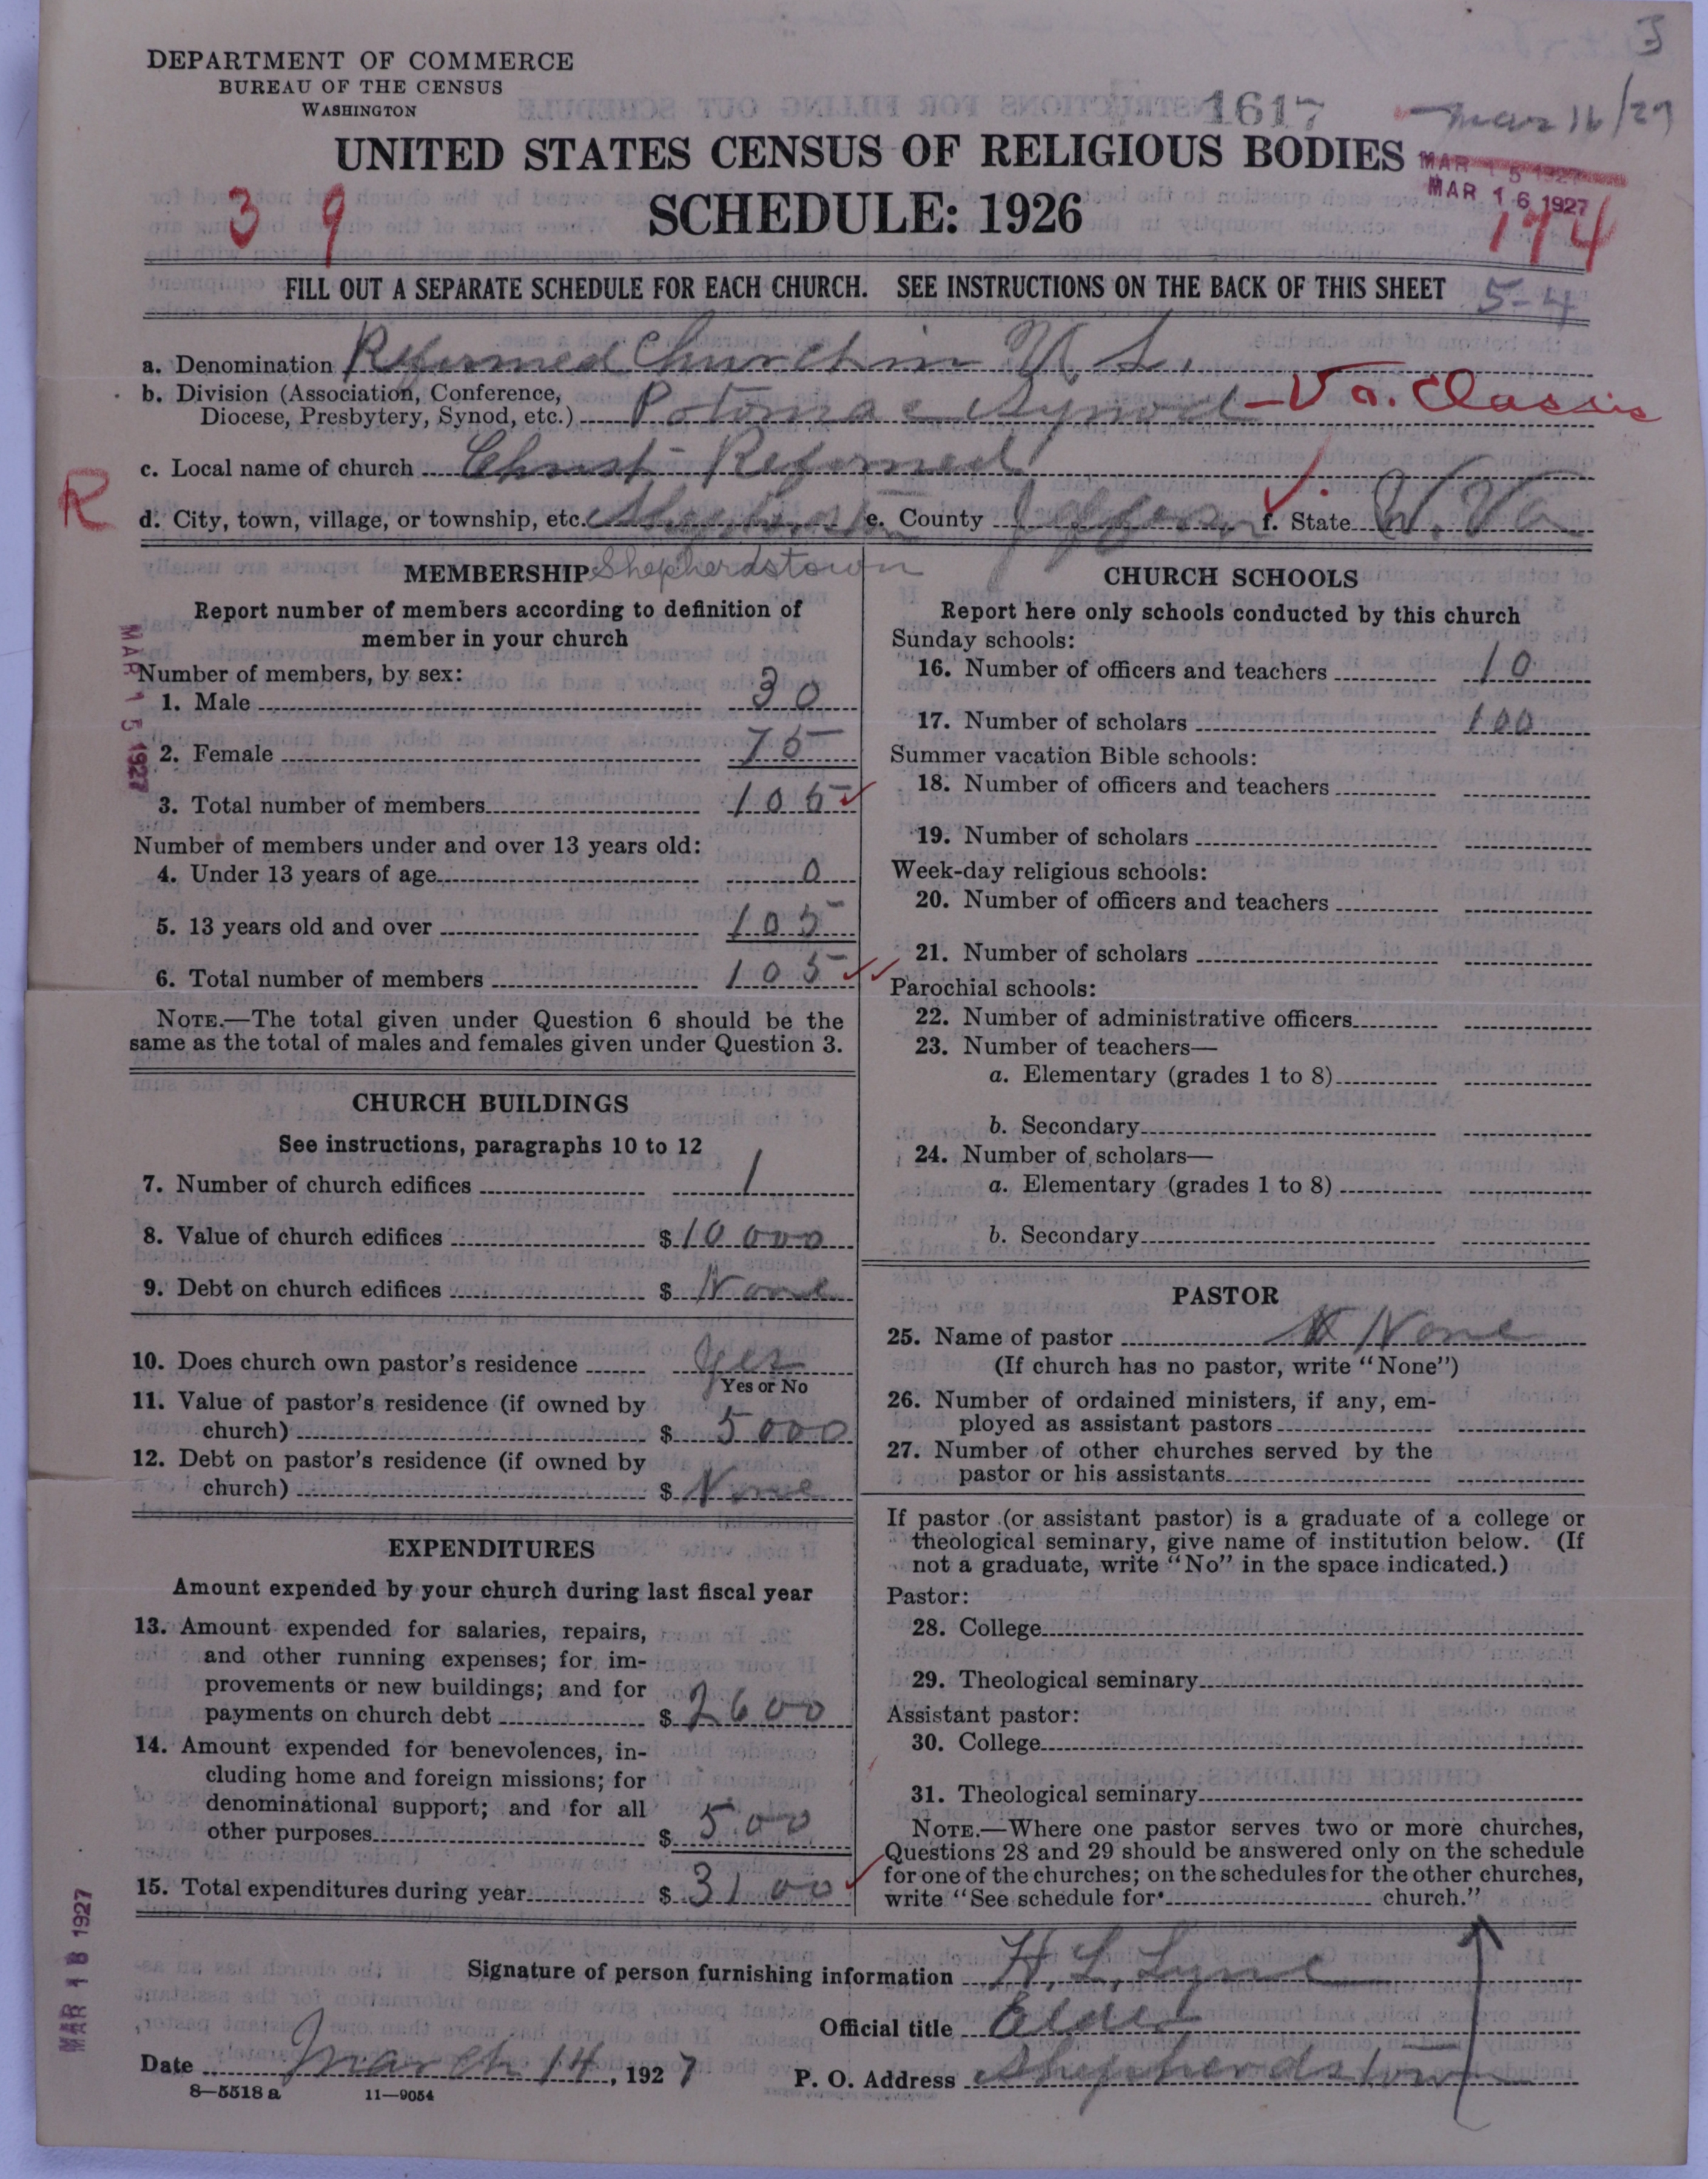 3
DEPARTMENT OF COMMERCE
BUREAU OF THE CENSUS
WASHINGTON
1617
Mar 16/27
UNITED STATES CENSUS OF RELIGIOUS BODIES
MAR 15 1927
MAR 16 1927
SCHEDULE: 1926
39
174
FILL OUT A SEPARATE SCHEDULE FOR EACH CHURCH. SEE INSTRUCTIONS ON THE BACK OF THIS SHEET
5-4
a. Denomination Reformed Church in U.S.
b. Division (Association, Conference,
Diocese, Presbytery, Synod, etc.) Potomac Synod - Va. Classis
c. Local name of church Christ Reformed
R
d. City, town, village, or township, etc. Shepherdstown e. County Jefferson f. State W. Va
MEMBERSHIP Shepherdstown
Report number of members according to definition of
member in your church
MAR 15 1927
Number of members, by sex:
1. Male 30
2. Female 75
3. Total number of members 105
Number of members under and over 13 years old:
4. Under 13 years of age 0
5. 13 years old and over 105
6. Total number of members 105
NOTE.—The total given under Question 6 should be the
same as the total of males and females given under Question 3.
CHURCH BUILDINGS
See instructions, paragraphs 10 to 12
7. Number of church edifices 1
8. Value of church edifices $10000
9. Debt on church edifices $ None
10. Does church own pastor's residence Yes
Yes or No
11. Value of pastor's residence (if owned by
church) $ 5000
12. Debt on pastor's residence (if owned by
church) $ None
EXPENDITURES
Amount expended by your church during last fiscal year
13. Amount expended for salaries, repairs,
and other running expenses; for im-
provements or new buildings; and for
payments on church debt $ 2600
14. Amount expended for benevolences, in-
cluding home and foreign missions; for
denominational support; and for all
other purposes $ 500
15. Total expenditures during year $ 3100
CHURCH SCHOOLS
Report here only schools conducted by this church
Sunday schools:
16. Number of officers and teachers 10
17. Number of scholars 100
Summer vacation Bible schools:
18. Number of officers and teachers
19. Number of scholars
Week-day religious schools:
20. Number of officers and teachers
21. Number of scholars
Parochial schools:
22. Number of administrative officers
23. Number of teachers—
a. Elementary (grades 1 to 8)
b. Secondary
24. Number of scholars—
a. Elementary (grades 1 to 8)
b. Secondary
PASTOR
25. Name of pastor None
(If church has no pastor, write "None")
26. Number of ordained ministers, if any, em-
ployed as assistant pastors
27. Number of other churches served by the
pastor or his assistants
If pastor (or assistant pastor) is a graduate of a college or
theological seminary, give name of institution below. (If
not a graduate, write "No" in the space indicated.)
Pastor:
28. College
29. Theological seminary
Assistant pastor:
30. College
31. Theological seminary
NOTE.—Where one pastor serves two or more churches,
Questions 28 and 29 should be answered only on the schedule
for one of the churches; on the schedules for the other churches,
write "See schedule for church."
MAR 18 1927
Signature of person furnishing information H. L. Lyne
Official title Elder
Date March 14, 1927 P. O. Address Shepherdstown
8—5518 a 11—9054